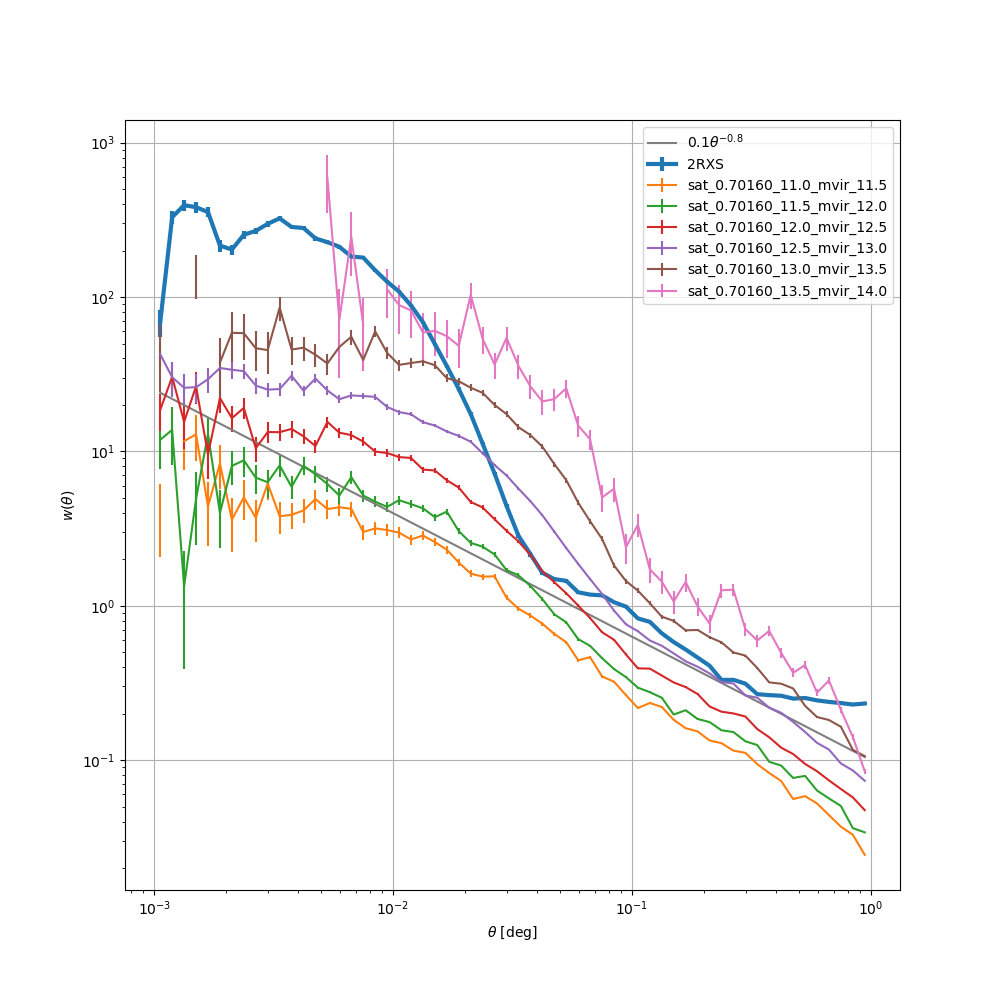 0.1θ^−0.8
2RXS
sat_0.70160_11.0_mvir_11.5
sat_0.70160_11.5_mvir_12.0
sat_0.70160_12.0_mvir_12.5
sat_0.70160_12.5_mvir_13.0
sat_0.70160_13.0_mvir_13.5
sat_0.70160_13.5_mvir_14.0
10^3
10^2
10^1
10^0
10^−1
w(θ)
10^−3
10^−2
10^−1
10^0
θ [deg]